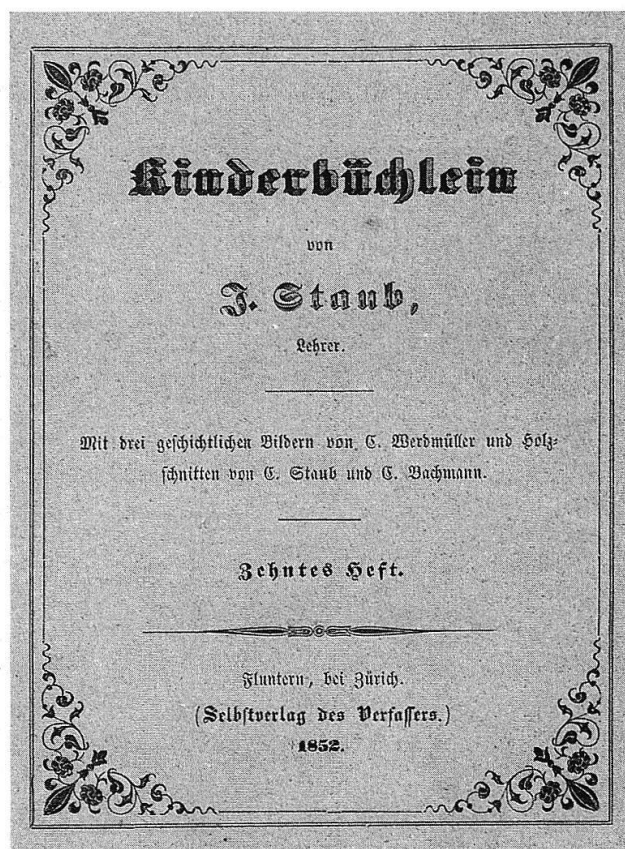 Kinderbüchlein
von
J. Staub,
Lehrer.
Mit drei geschichtlichen Bildern von C. Werdmüller und Holz-
schnitten von C. Staub und C. Bachmann.
Zehntes Heft.
Fluntern, bei Zürich.
(Selbstverlag des Verfassers.)
1852.